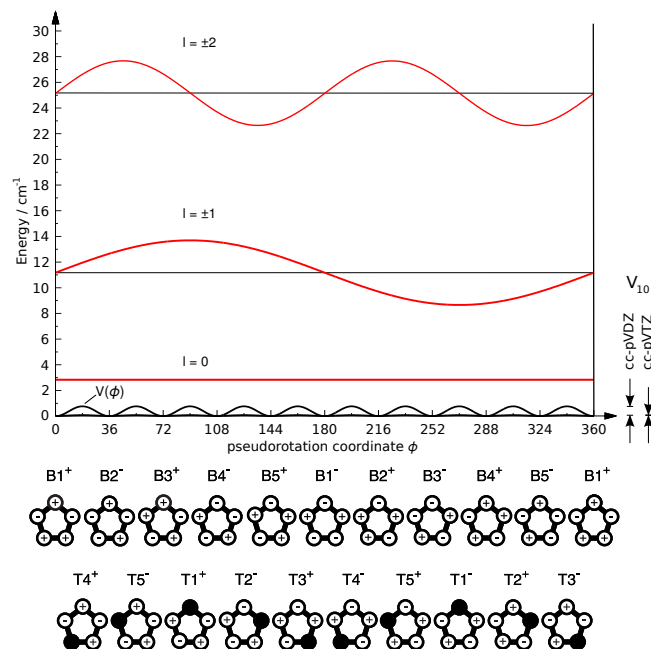 30
28
26
24
22
20
18
16
14
12
10
8
6
4
2
0
Energy / cm⁻¹
l = ±2
l = ±1
l = 0
V(ϕ)
0 36 72 108 144 180 216 252 288 324 360
pseudorotation coordinate ϕ
V₁₀
cc-pVDZ
cc-pVTZ
B1⁺ B2⁻ B3⁺ B4⁻ B5⁺ B1⁻ B2⁺ B3⁻ B4⁺ B5⁻ B1⁺
T4⁺ T5⁻ T1⁺ T2⁻ T3⁺ T4⁻ T5⁺ T1⁻ T2⁺ T3⁻